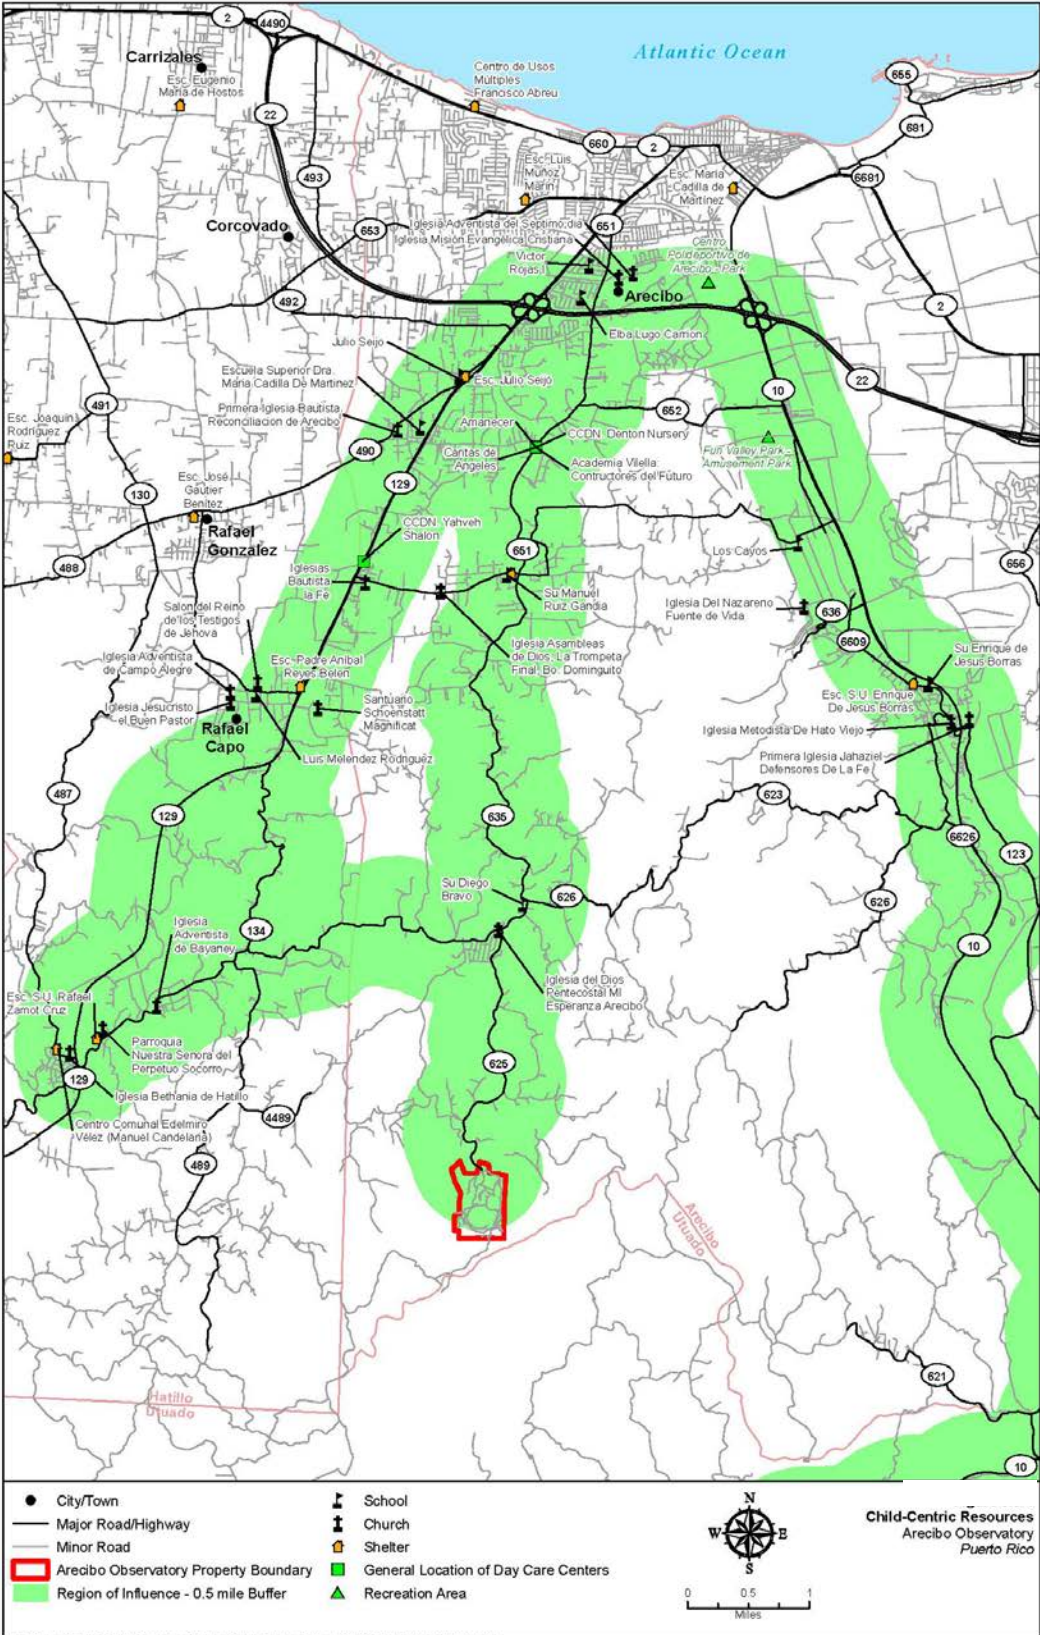 2
4490
Atlantic Ocean
Carrizales
Esc. Eugenio
Maria de Hostos
Centro de Usos
Múltiples
Francisco Abreu
655
22
681
660
2
493
Esc. Luis
Muñoz
Marin
Esc. Maria
Cadilla de
Martinez
6681
Corcovado
653
Iglesia Adventista del Septimo dia
651
Iglesia Misión Evangelica Cristiana
Victor
Rojas I
Centro
Polideportivo de
Arecibo - Park
492
Arecibo
2
Elba Lugo Carrion
Julio Seijo
Escuela Superior Dra.
Maria Cadilla De Martinez
Esc. Julio Seijo
22
10
491
Primera Iglesia Bautista
Reconciliacion de Arecibo
652
Esc. Joaquin
Rodriguez
Ruiz
490
Amanecer
CCDN. Denton Nursery
Caritas de
Angeles
Academia Vilella
Contructores del Futuro
Fun Valley Park -
Amusement Park
129
130
Esc. José
Gautier
Benitez
Rafael
Gonzalez
CCDN. Yahveh
Shalon
651
Los Cayos
488
656
Iglesias
Bautista
la Fé
Su Manuel
Ruiz Gandia
Iglesia Del Nazareno
Fuente de Vida
636
Salon del Reino
de los Testigos
de Jehova
6609
Iglesia Asambleas
de Dios, La Trompeta
Final, Bo. Dominguito
Su Enrique de
Jesus Borras
Iglesia Adventista
de Campo Alegre
Esc. Padre Anibal
Reyes Belen
Esc. S.U. Enrique
De Jesus Borras
Iglesia Jesucristo
el Buen Pastor
Santuario
Schoenstatt
Magnificat
Rafael
Capo
Iglesia Metodista De Hato Viejo
Luis Melendez Rodriguez
Primera Iglesia Jahaziel
Defensores De La Fe
487
623
129
635
6626
123
Su Diego
Bravo
626
626
Iglesia
Adventista
de Bayaney
134
10
Iglesia del Dios
Pentecostal MI
Esperanza Arecibo
Esc. S.U. Rafael
Zamot Cruz
Parroquia
Nuestra Senora del
Perpetuo Socorro
625
129
Iglesia Bethania de Hatillo
Centro Comunal Edelmiro
Vélez (Manuel Candelaria)
4489
489
Arecibo
Utuado
621
Hatillo
Utuado
10
City/Town
Major Road/Highway
Minor Road
Arecibo Observatory Property Boundary
Region of Influence - 0.5 mile Buffer
School
Church
Shelter
General Location of Day Care Centers
Recreation Area
N
W E
S
0 0.5 1
Miles
Child-Centric Resources
Arecibo Observatory
Puerto Rico